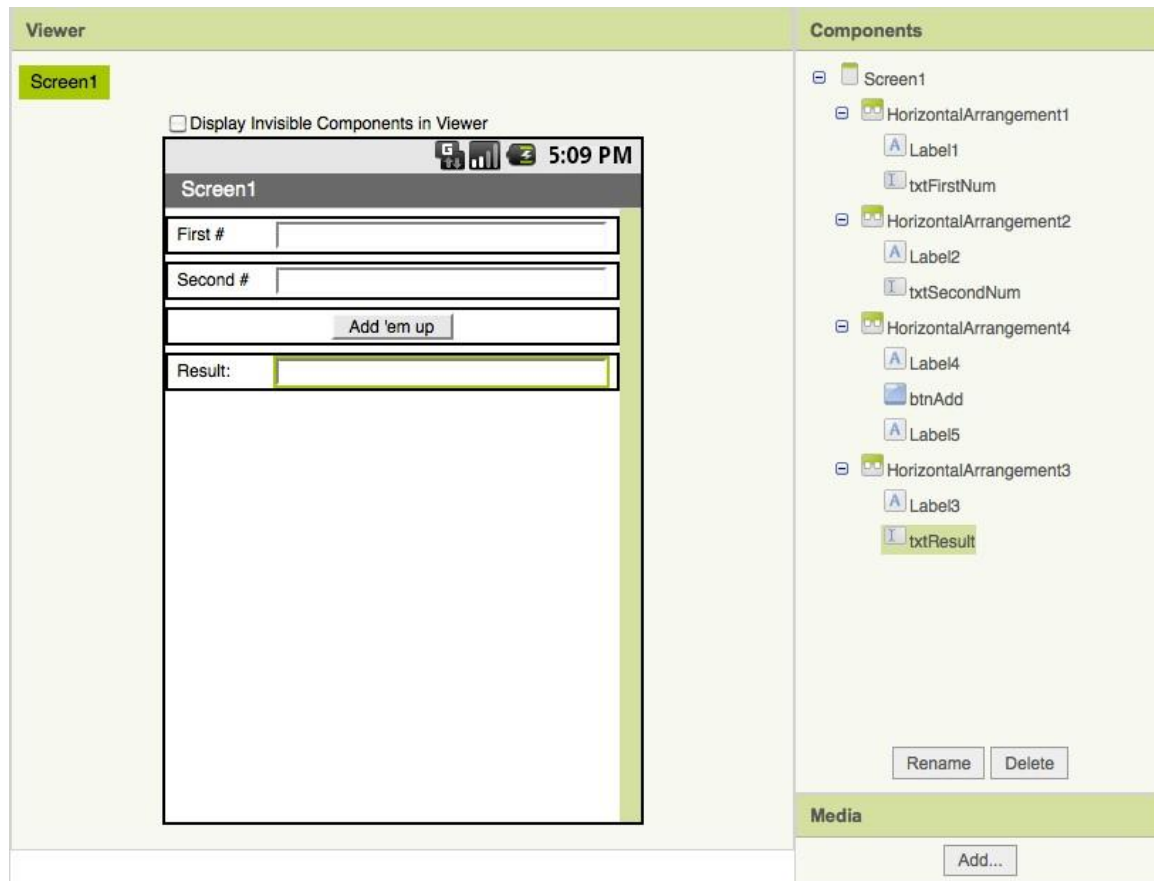 Viewer
Screen1
Display Invisible Components in Viewer
5:09 PM
Screen1
First #
Second #
Add 'em up
Result:
Components
Screen1
HorizontalArrangement1
Label1
txtFirstNum
HorizontalArrangement2
Label2
txtSecondNum
HorizontalArrangement4
Label4
btnAdd
Label5
HorizontalArrangement3
Label3
txtResult
Rename Delete
Media
Add...